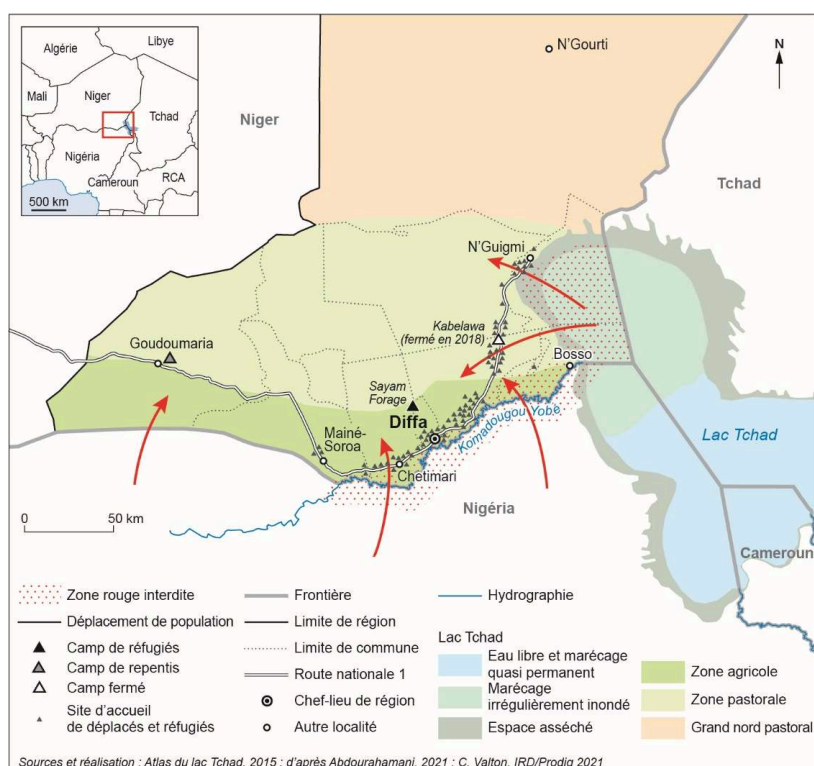 Algérie
Libye
Mali
Niger
Tchad
Nigéria
Cameroun
RCA
500 km
N'Gourti
N
Niger
Tchad
N'Guigmi
Kabelawa
(fermé en 2018)
Goudoumaria
Bosso
Sayam
Forage
Diffa
Komadougou Yobe
Lac Tchad
Mainé-
Soroa
Chetimari
0 50 km
Nigéria
Cameroun
Zone rouge interdite
Déplacement de population
Camp de réfugiés
Camp de repentis
Camp fermé
Site d'accueil
de déplacés et réfugiés
Frontière
Limite de région
Limite de commune
Route nationale 1
Chef-lieu de région
Autre localité
Hydrographie
Lac Tchad
Eau libre et marécage
quasi permanent
Marécage
irrégulièrement inondé
Espace asséché
Zone agricole
Zone pastorale
Grand nord pastoral
Sources et réalisation : Atlas du lac Tchad, 2015 ; d'après Abdourahamani, 2021 ; C. Valton, IRD/Prodig 2021